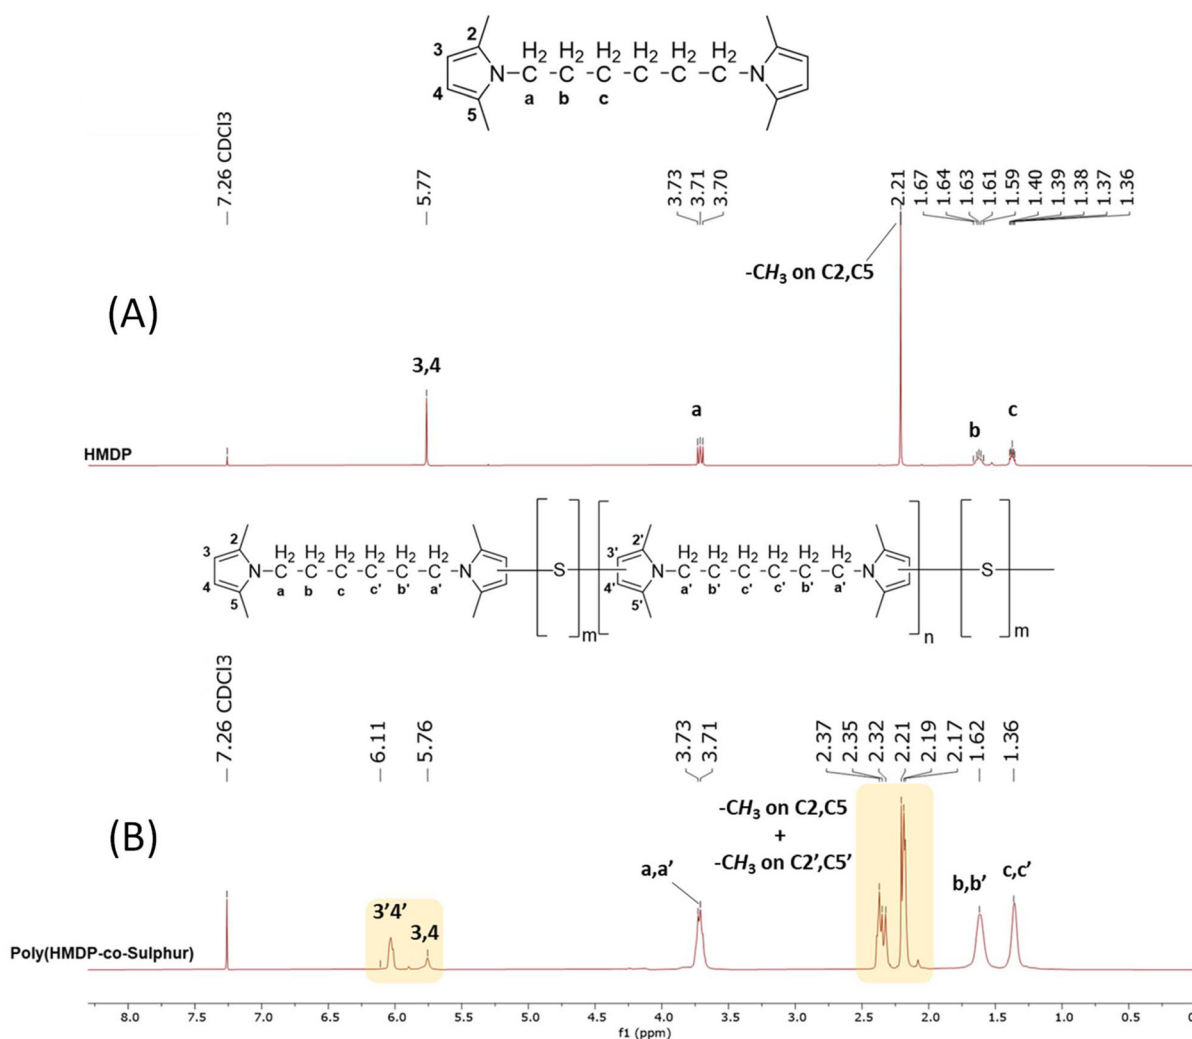 2
3
4
5
N
H2 H2 H2 H2 H2 H2
C C C C C C
a b c
N
7.26 CDCl3
5.77
3.73
3.71
3.70
2.21
1.67
1.64
1.63
1.61
1.59
1.40
1.39
1.38
1.37
1.36
-CH3 on C2,C5
(A)
3,4
a
b
c
HMDP
2
3
4
5
N
H2 H2 H2 H2 H2 H2
C C C C C C
a b c c' b' a'
N
S
m
2'
3'
4'
5'
N
H2 H2 H2 H2 H2 H2
C C C C C C
a' b' c' c' b' a'
N
n
S
m
7.26 CDCl3
6.11
5.76
3.73
3.71
2.37
2.35
2.32
2.21
2.19
2.17
1.62
1.36
-CH3 on C2,C5
+
-CH3 on C2',C5'
(B)
a,a'
b,b'
c,c'
3'4'
3,4
Poly(HMDP-co-Sulphur)
8.0 7.5 7.0 6.5 6.0 5.5 5.0 4.5 4.0 3.5 3.0 2.5 2.0 1.5 1.0 0.5 0
f1 (ppm)